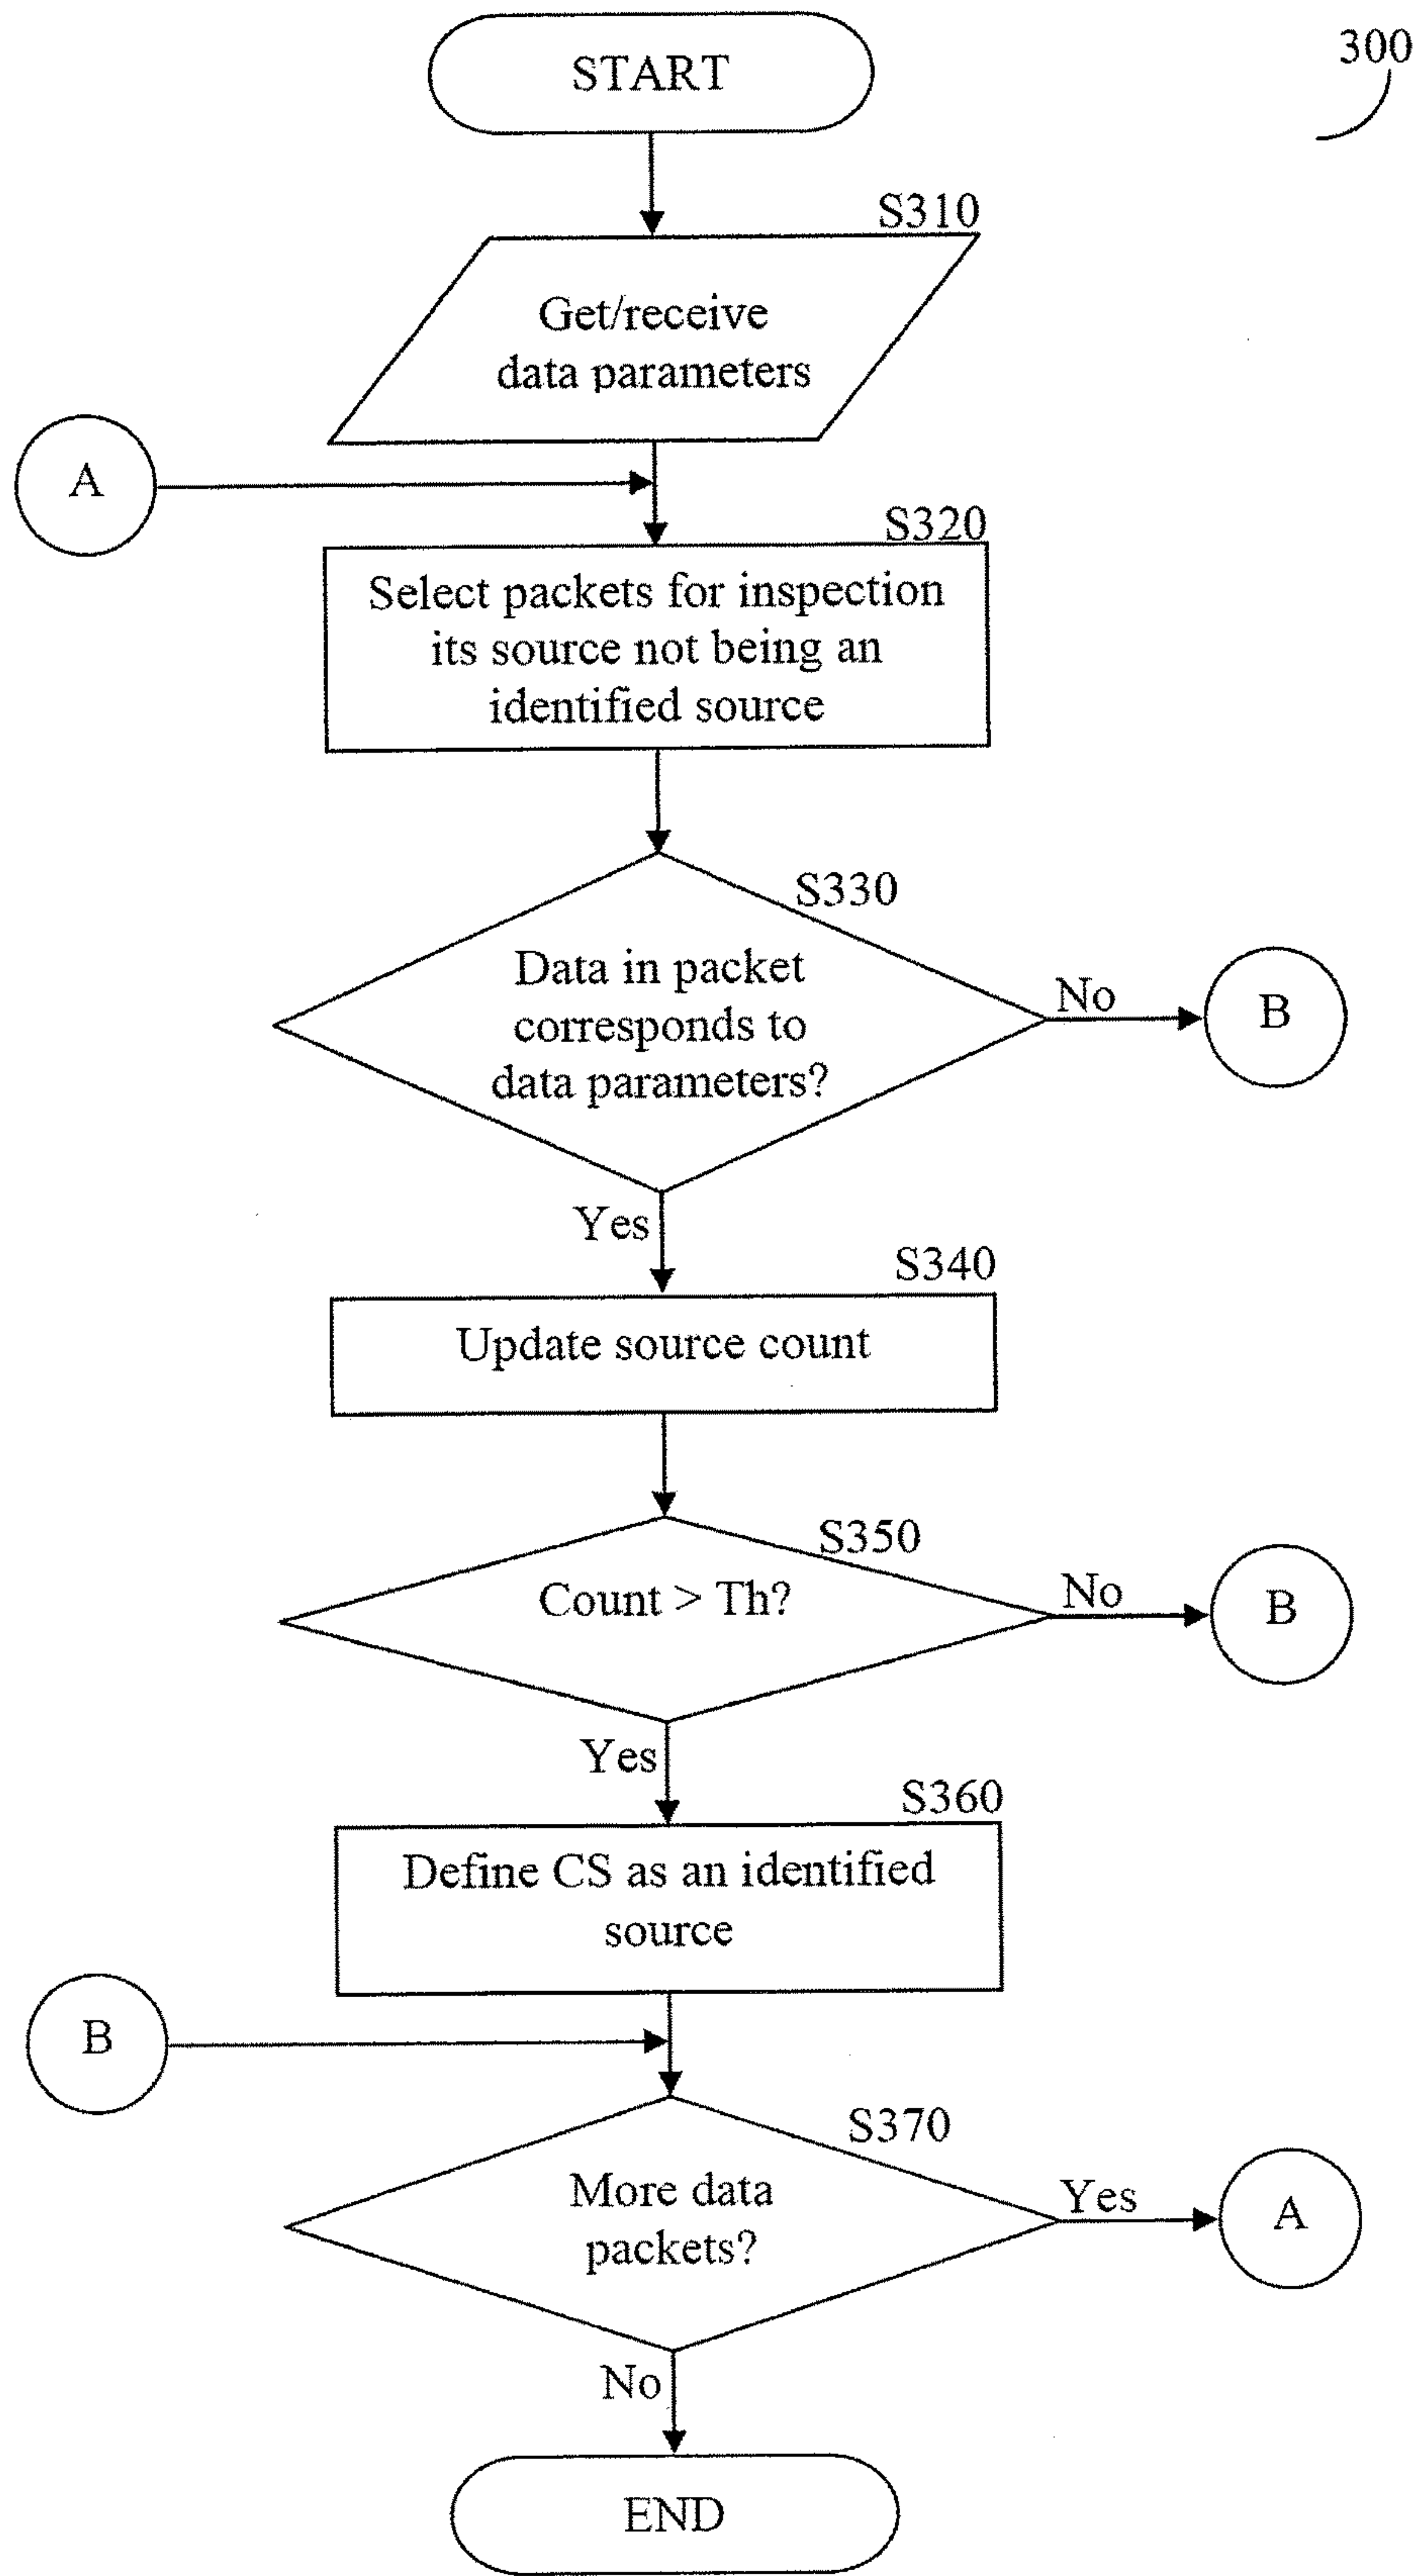 START
300
S310
Get/receive
data parameters
A
S320
Select packets for inspection
its source not being an
identified source
S330
Data in packet
corresponds to
data parameters?
No
B
Yes
S340
Update source count
S350
Count > Th?
No
B
Yes
S360
Define CS as an identified
source
B
S370
More data
packets?
Yes
A
No
END